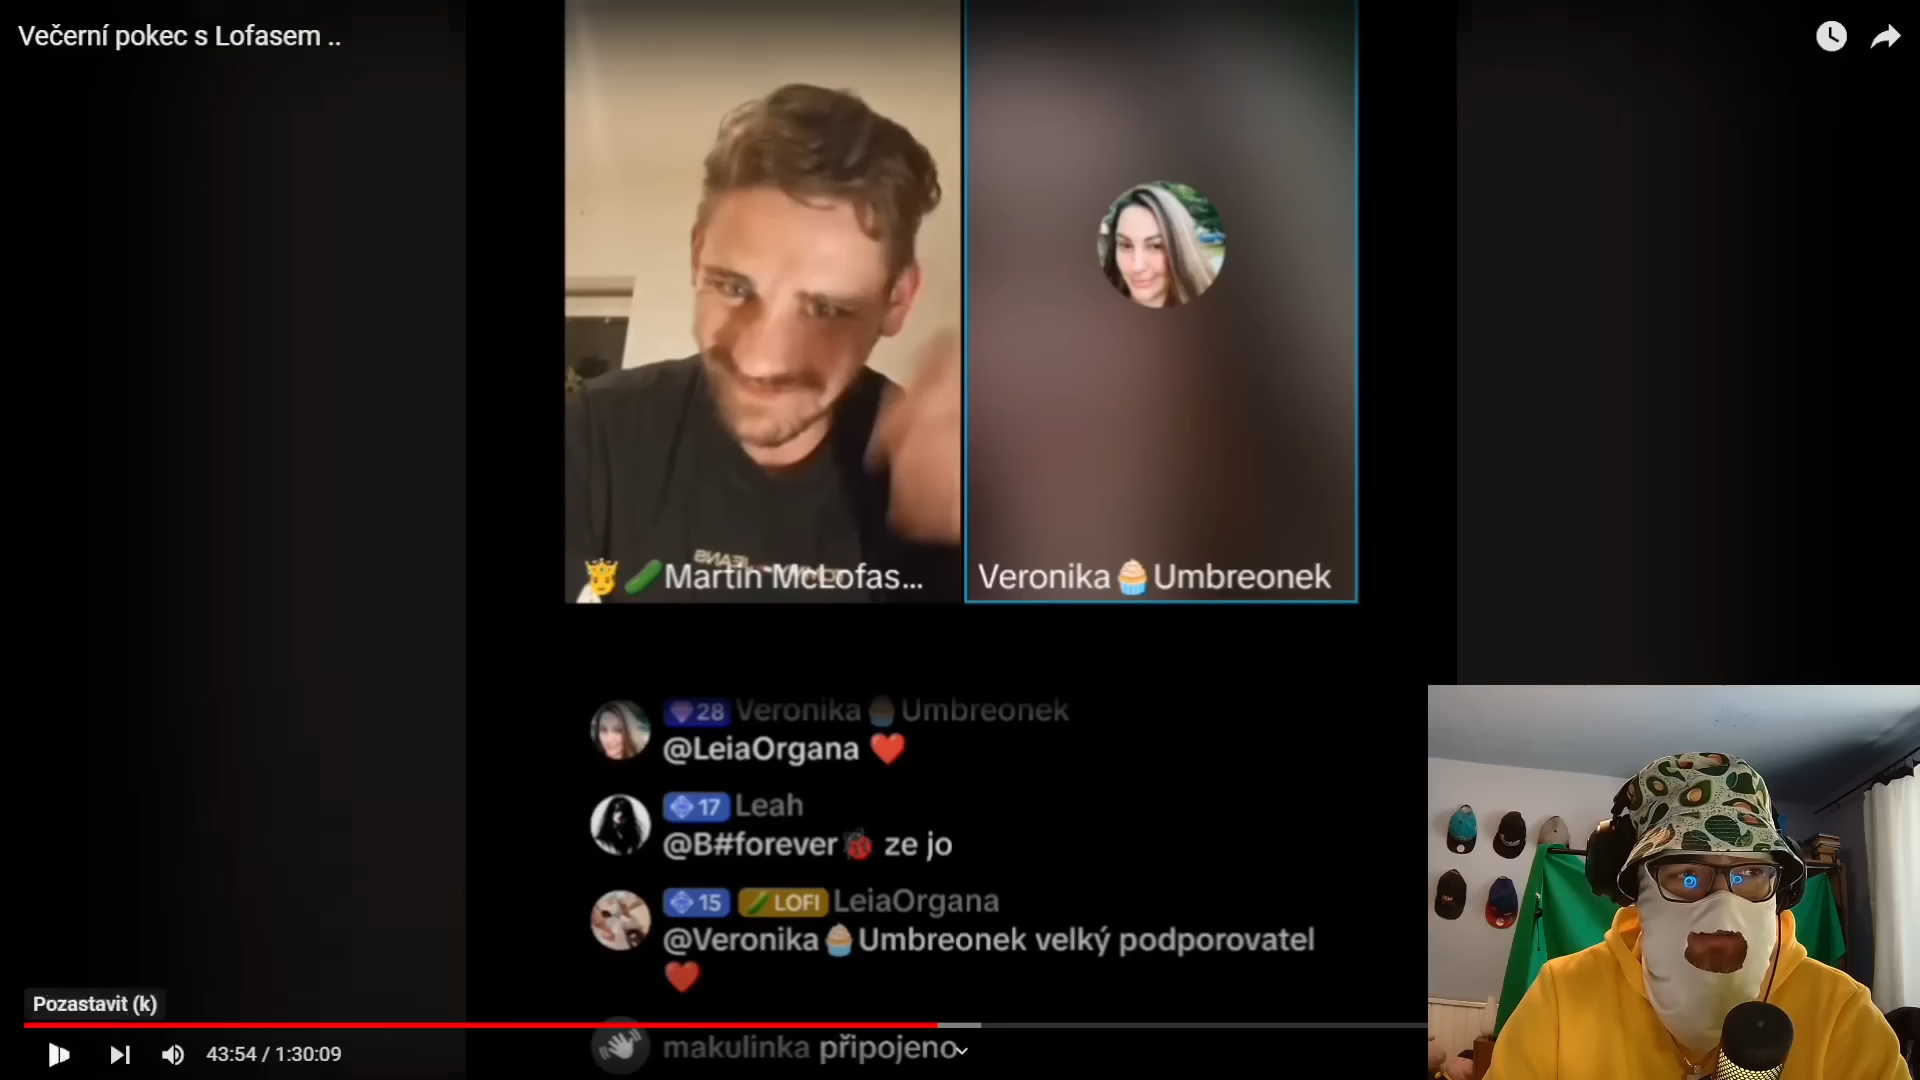 Večerní pokec s Lofasem ..
JEANS
🤴🥒Martin McLofas...
Veronika🧁Umbreonek
28 Veronika🧁Umbreonek
@LeiaOrgana ❤️
17 Leah
@B#forever🐞 ze jo
15 🥒 LOFI LeiaOrgana
@Veronika🧁Umbreonek velký podporovatel
❤️
makulinka připojeno
Pozastavit (k)
43:54 / 1:30:09